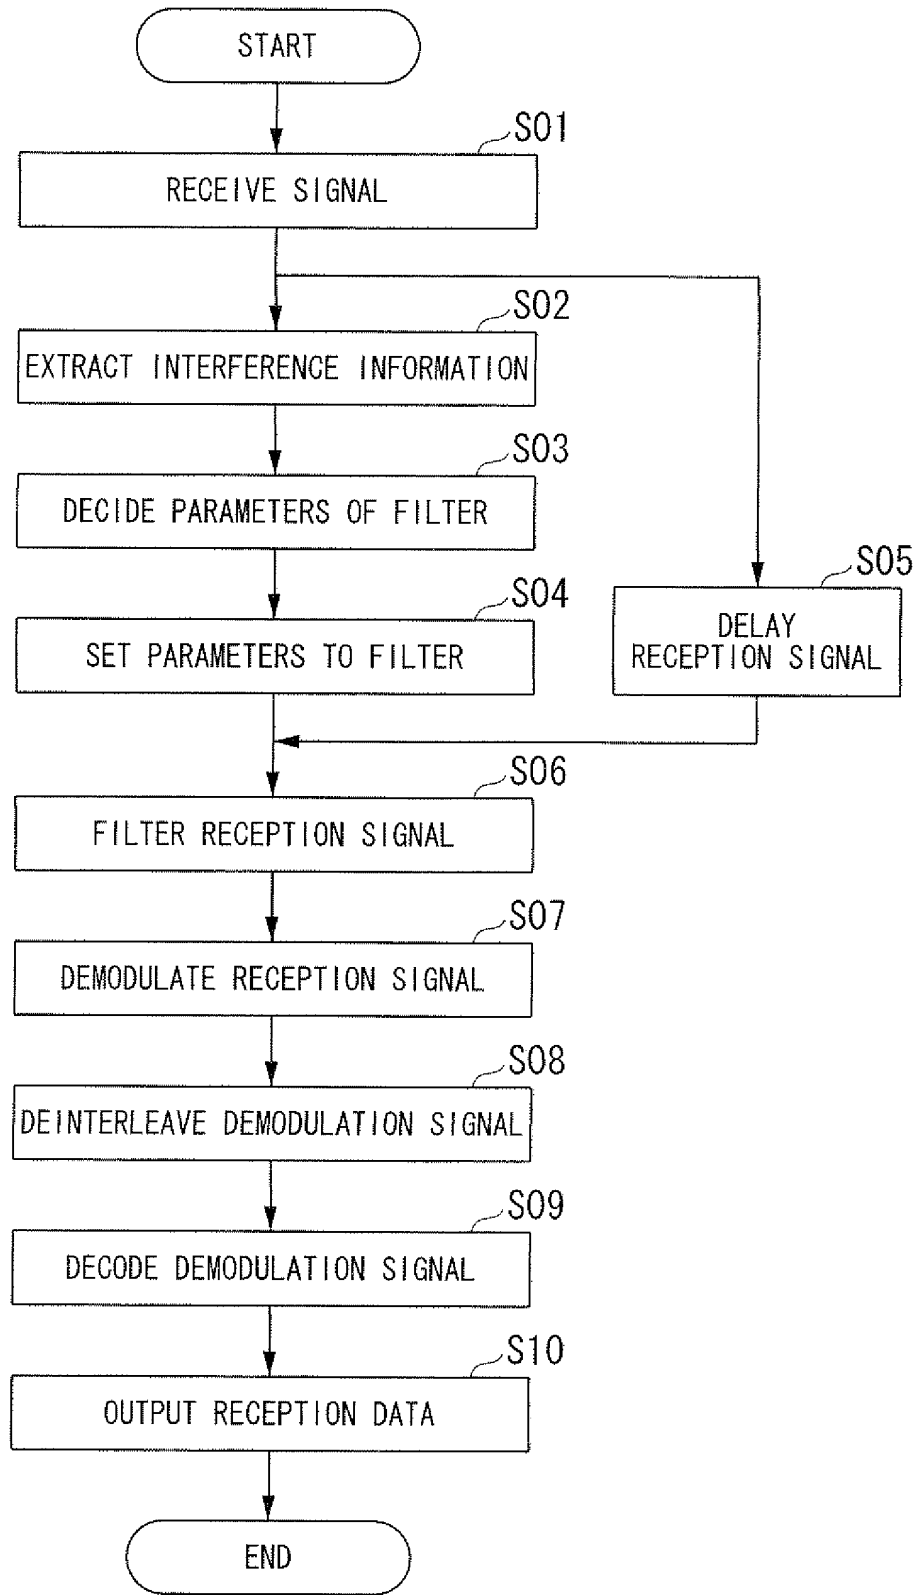 START
S01
RECEIVE SIGNAL
S02
EXTRACT INTERFERENCE INFORMATION
S03
DECIDE PARAMETERS OF FILTER
S04
SET PARAMETERS TO FILTER
S05
DELAY
RECEPTION SIGNAL
S06
FILTER RECEPTION SIGNAL
S07
DEMODULATE RECEPTION SIGNAL
S08
DEINTERLEAVE DEMODULATION SIGNAL
S09
DECODE DEMODULATION SIGNAL
S10
OUTPUT RECEPTION DATA
END